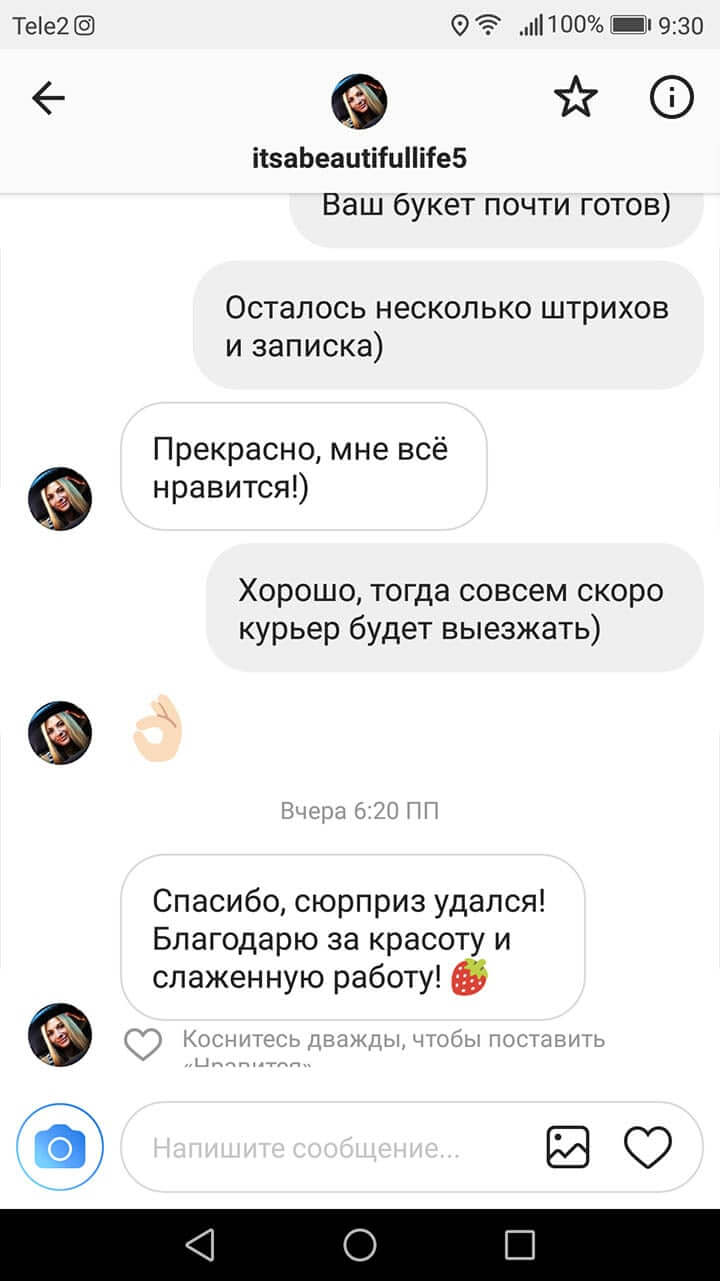 Tele2 100% 9:30
itsabeautifullife5
Ваш букет почти готов)
Осталось несколько штрихов
и записка)
Прекрасно, мне всё
нравится!)
Хорошо, тогда совсем скоро
курьер будет выезжать)
Вчера 6:20 ПП
Спасибо, сюрприз удался!
Благодарю за красоту и
слаженную работу!
Коснитесь дважды, чтобы поставить
«Нравится»
Напишите сообщение...